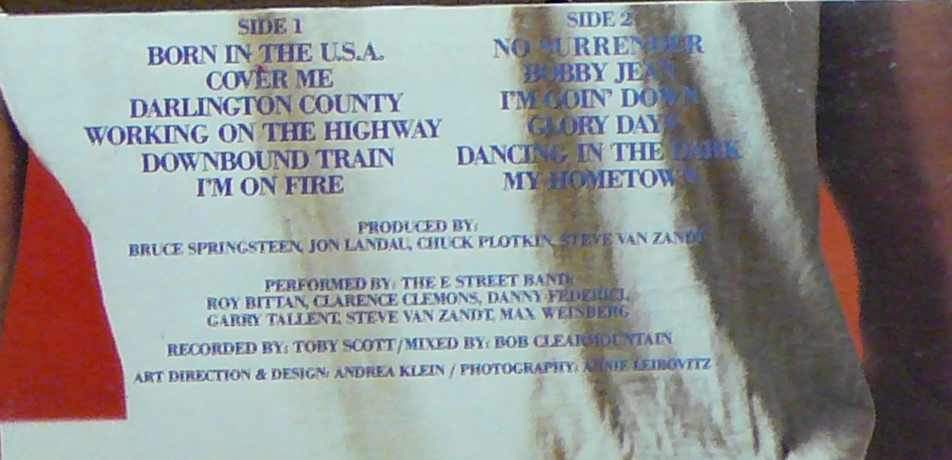 SIDE 1
BORN IN THE U.S.A.
COVER ME
DARLINGTON COUNTY
WORKING ON THE HIGHWAY
DOWNBOUND TRAIN
I'M ON FIRE
SIDE 2
NO SURRENDER
BOBBY JEAN
I'M GOIN' DOWN
GLORY DAYS
DANCING IN THE DARK
MY HOMETOWN
PRODUCED BY:
BRUCE SPRINGSTEEN, JON LANDAU, CHUCK PLOTKIN, STEVE VAN ZANDT
PERFORMED BY: THE E STREET BAND:
ROY BITTAN, CLARENCE CLEMONS, DANNY FEDERICI,
GARRY TALLENT, STEVE VAN ZANDT, MAX WEINBERG
RECORDED BY: TOBY SCOTT/MIXED BY: BOB CLEARMOUNTAIN
ART DIRECTION & DESIGN: ANDREA KLEIN / PHOTOGRAPHY: ANNIE LEIBOVITZ